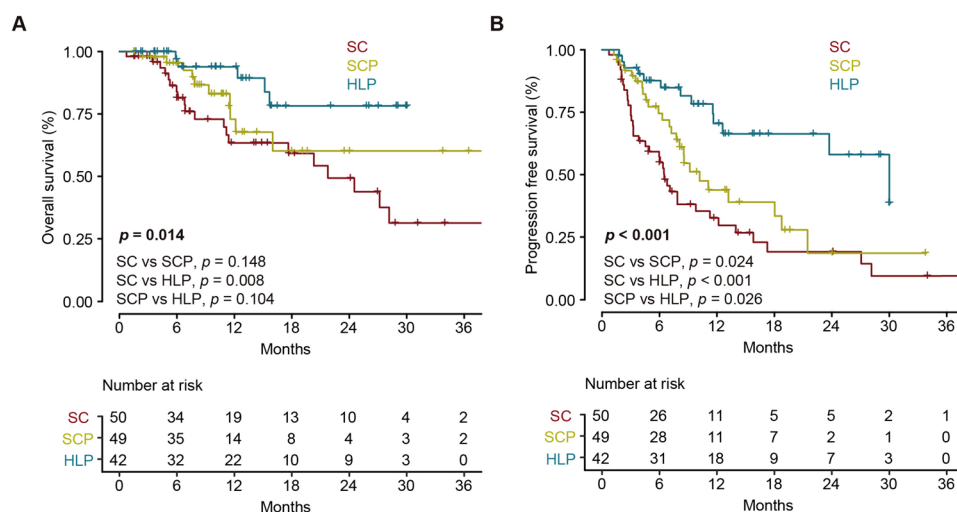 A
Overall survival (%)
1.00
0.75
0.50
0.25
0.00
SC
SCP
HLP
p = 0.014
SC vs SCP, p = 0.148
SC vs HLP, p = 0.008
SCP vs HLP, p = 0.104
0 6 12 18 24 30 36
Months
Number at risk
SC 50 34 19 13 10 4 2
SCP 49 35 14 8 4 3 2
HLP 42 32 22 10 9 3 0
0 6 12 18 24 30 36
Months
B
Progression free survival (%)
1.00
0.75
0.50
0.25
0.00
SC
SCP
HLP
p < 0.001
SC vs SCP, p = 0.024
SC vs HLP, p < 0.001
SCP vs HLP, p = 0.026
0 6 12 18 24 30 36
Months
Number at risk
SC 50 26 11 5 5 2 1
SCP 49 28 11 7 2 1 0
HLP 42 31 18 9 7 3 0
0 6 12 18 24 30 36
Months